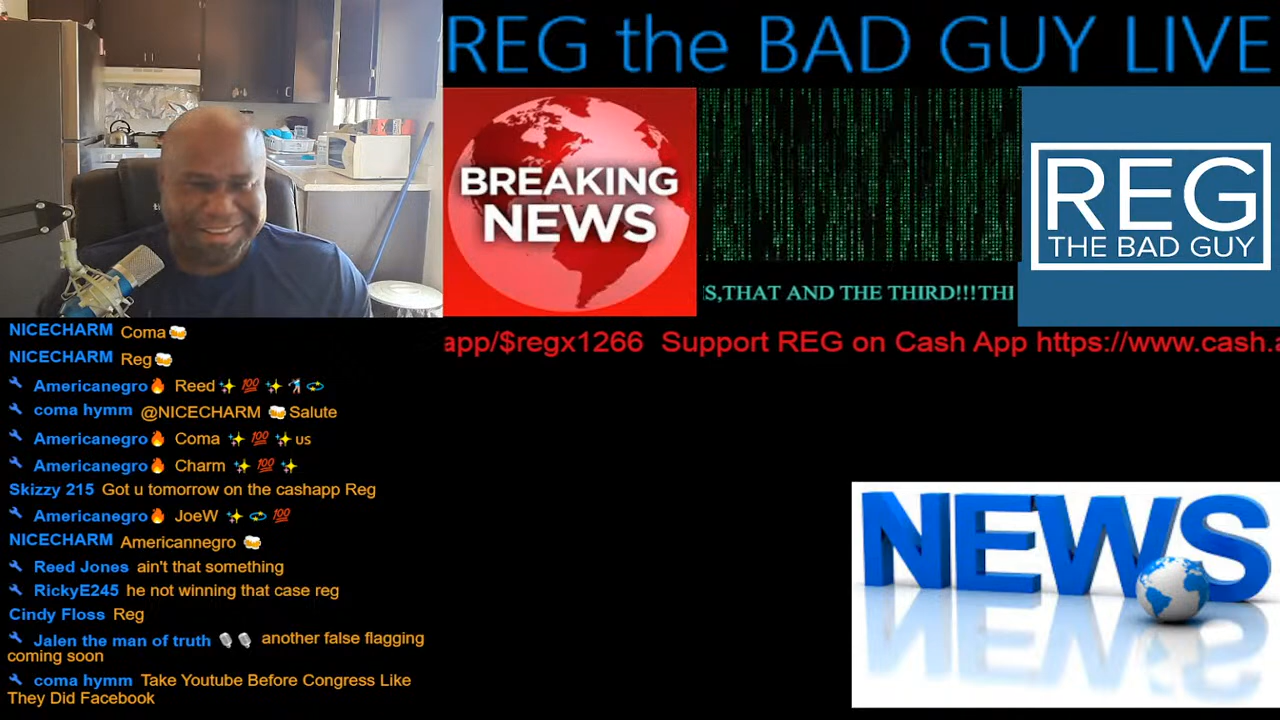 REG the BAD GUY LIVE
BREAKING
NEWS
S,THAT AND THE THIRD!!!THI
REG
THE BAD GUY
app/$regx1266 Support REG on Cash App https://www.cash.a
NICECHARM Coma🍻
NICECHARM Reg🍻
Americanegro🔥 Reed✨ 💯 ✨ 🏌 💫
coma hymm @NICECHARM 🍻Salute
Americanegro🔥 Coma ✨ 💯 ✨us
Americanegro🔥 Charm ✨ 💯 ✨
Skizzy 215 Got u tomorrow on the cashapp Reg
Americanegro🔥 JoeW ✨ 💫 💯
NICECHARM Americannegro 🍻
Reed Jones ain't that something
RickyE245 he not winning that case reg
Cindy Floss Reg
Jalen the man of truth 🎙🎙 another false flagging
coming soon
coma hymm Take Youtube Before Congress Like
They Did Facebook
NEWS